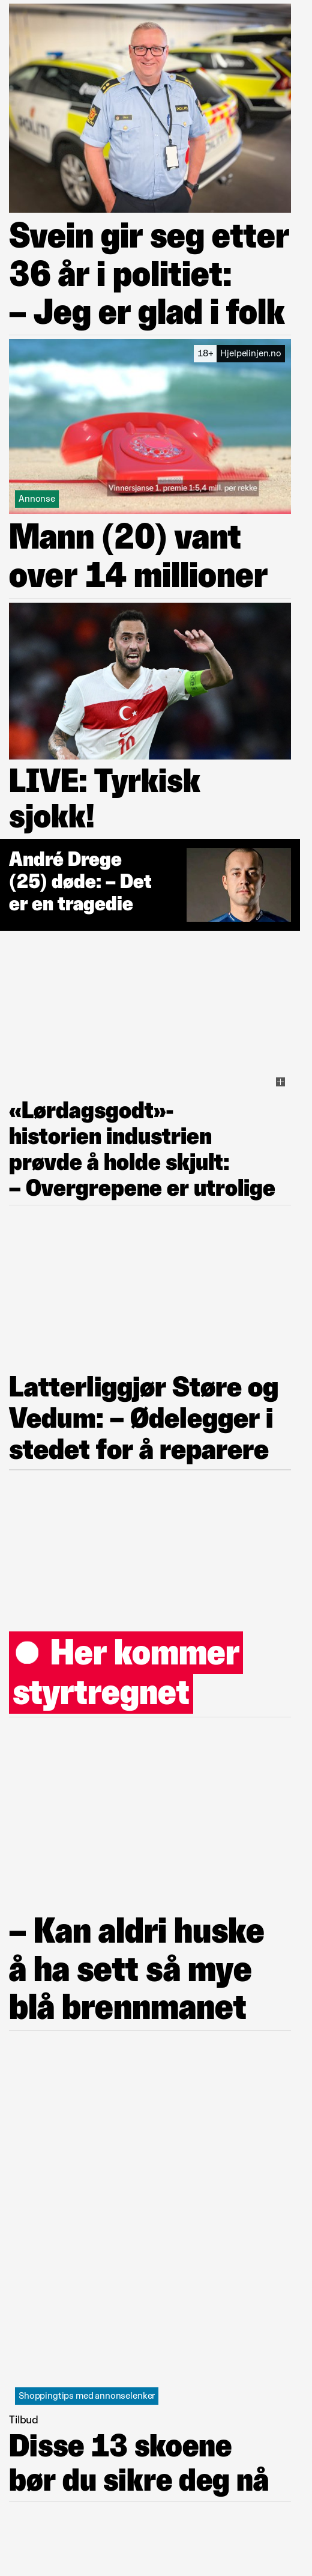 Svein gir seg etter
36 år i politiet:
– Jeg er glad i folk
18+ Hjelpelinjen.no
Vinnersjanse 1. premie 1:5,4 mill. per rekke
Annonse
Mann (20) vant
over 14 millioner
LIVE: Tyrkisk
sjokk!
André Drege
(25) døde: – Det
er en tragedie
«Lørdagsgodt»-
historien industrien
prøvde å holde skjult:
– Overgrepene er utrolige
Latterliggjør Støre og
Vedum: – Ødelegger i
stedet for å reparere
Her kommer
styrtregnet
– Kan aldri huske
å ha sett så mye
blå brennmanet
Shoppingtips med annonselenker
Tilbud
Disse 13 skoene
bør du sikre deg nå